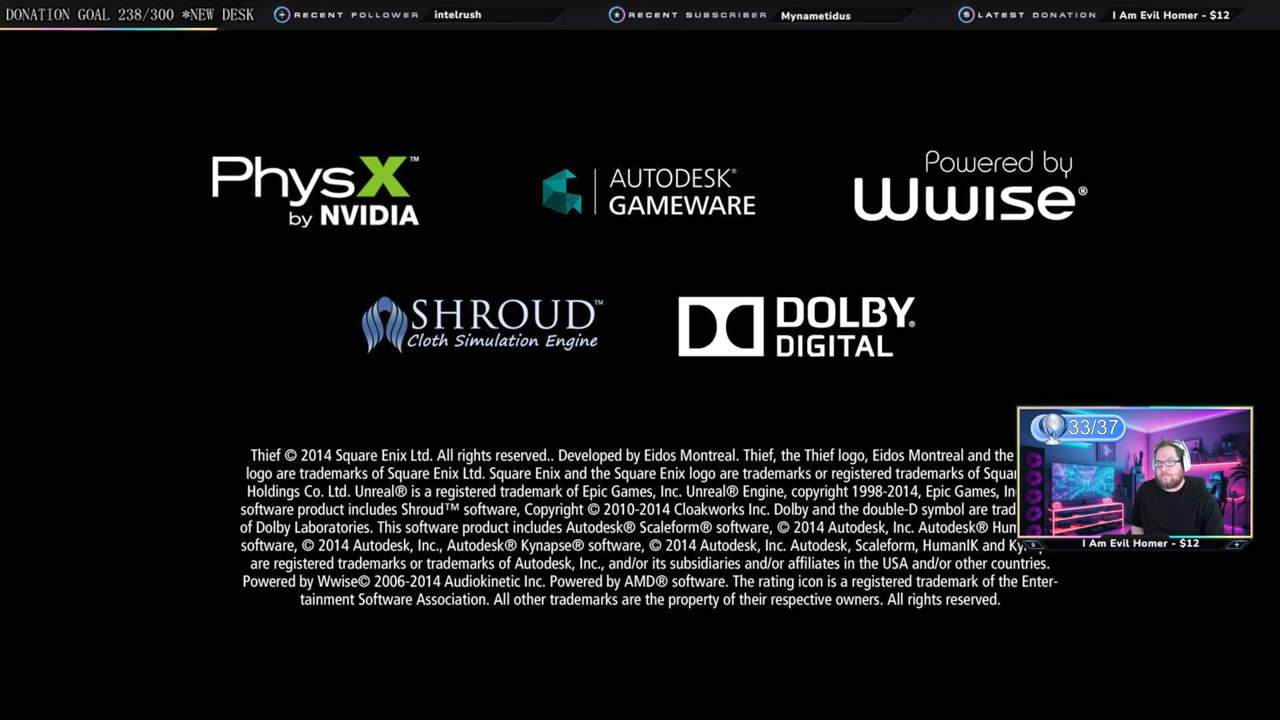 DONATION GOAL 238/300 *NEW DESK
RECENT FOLLOWER intelrush
RECENT SUBSCRIBER Mynametidus
LATEST DONATION I Am Evil Homer - $12
PhysX™
by NVIDIA
AUTODESK®
GAMEWARE
Powered by
Wwise®
SHROUD™
Cloth Simulation Engine
DOLBY®
DIGITAL
33/37
Thief © 2014 Square Enix Ltd. All rights reserved.. Developed by Eidos Montreal. Thief, the Thief logo, Eidos Montreal and the
logo are trademarks of Square Enix Ltd. Square Enix and the Square Enix logo are trademarks or registered trademarks of
Holdings Co. Ltd. Unreal® is a registered trademark of Epic Games, Inc. Unreal® Engine, copyright 1998-2014, Epic Games,
software product includes Shroud™ software, Copyright © 2010-2014 Cloakworks Inc. Dolby and the double-D symbol are
of Dolby Laboratories. This software product includes Autodesk® Scaleform® software, © 2014 Autodesk, Inc. Autodesk®
software, © 2014 Autodesk, Inc., Autodesk® Kynapse® software, © 2014 Autodesk, Inc. Autodesk, Scaleform, HumanIK and
are registered trademarks or trademarks of Autodesk, Inc., and/or its subsidiaries and/or affiliates in the USA and/or other countries.
Powered by Wwise© 2006-2014 Audiokinetic Inc. Powered by AMD® software. The rating icon is a registered trademark of the Enter-
tainment Software Association. All other trademarks are the property of their respective owners. All rights reserved.
I Am Evil Homer - $12